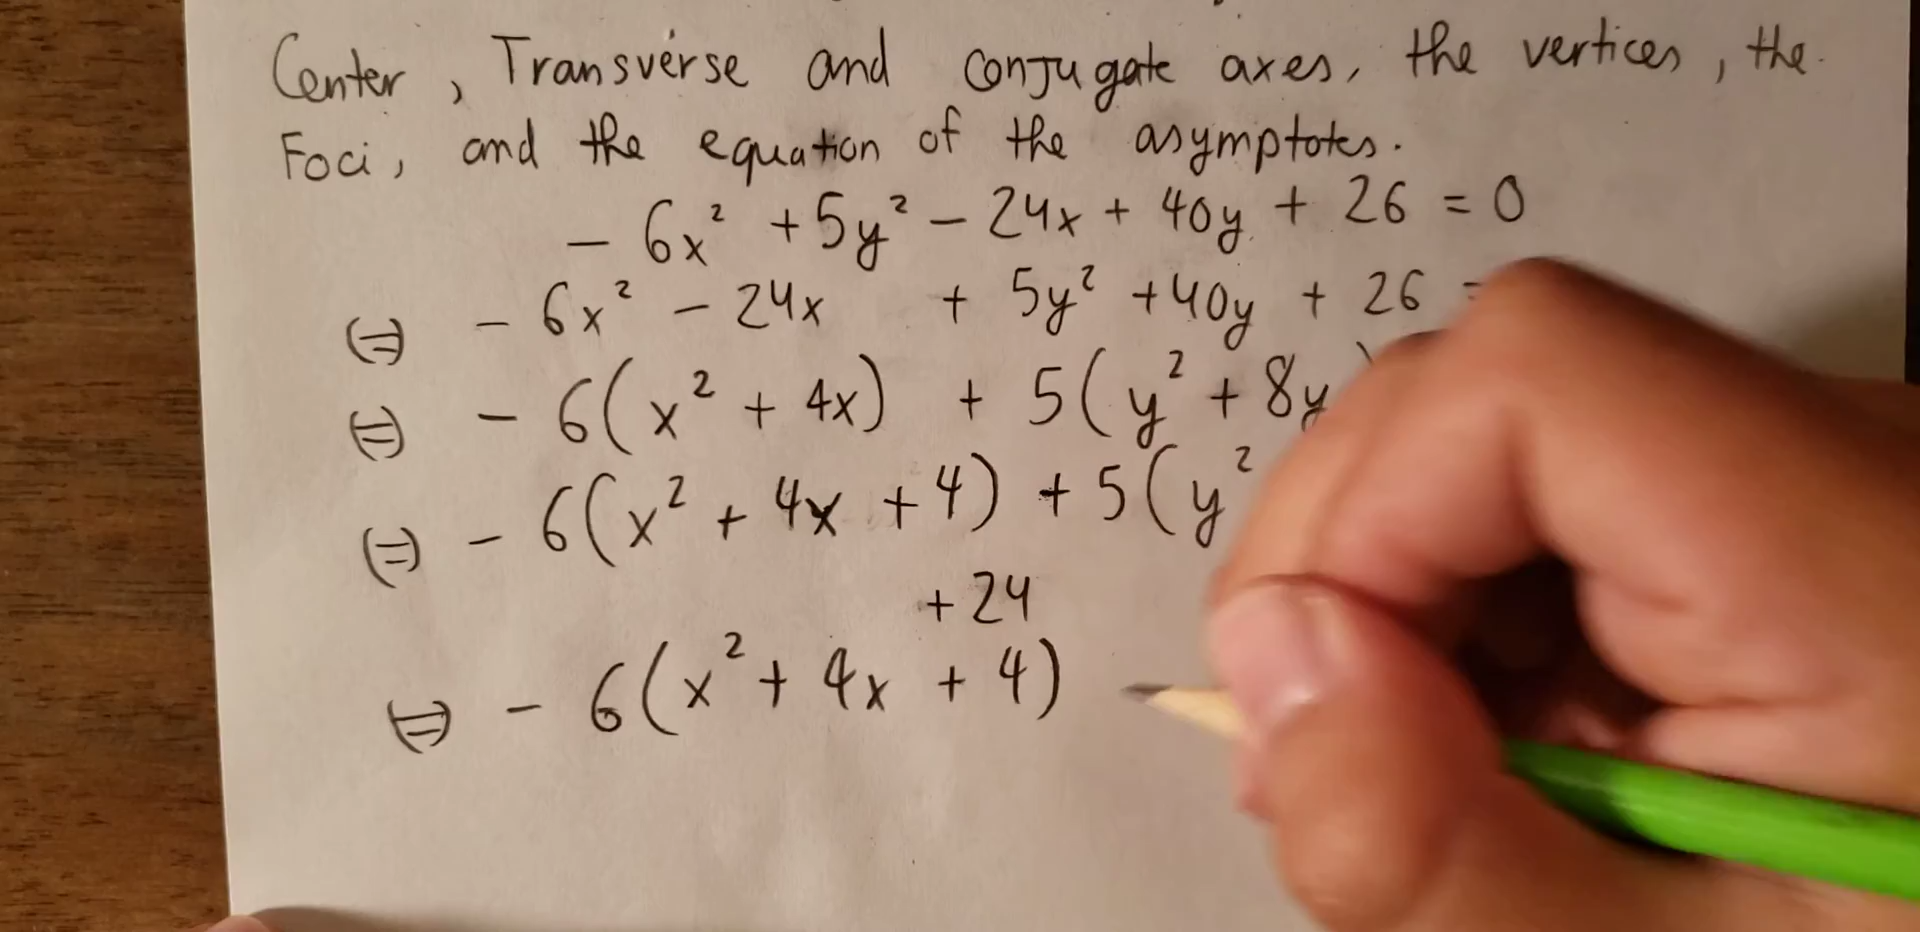 Center, Transverse and conjugate axes, the vertices, the
Foci, and the equation of the asymptotes.
- 6x² + 5y² - 24x + 40y + 26 = 0
(=) - 6x² - 24x + 5y² + 40y + 26 =
(=) - 6(x² + 4x) + 5(y² + 8y)
(=) - 6(x² + 4x + 4) + 5(y²
+ 24
(=) - 6(x² + 4x + 4)